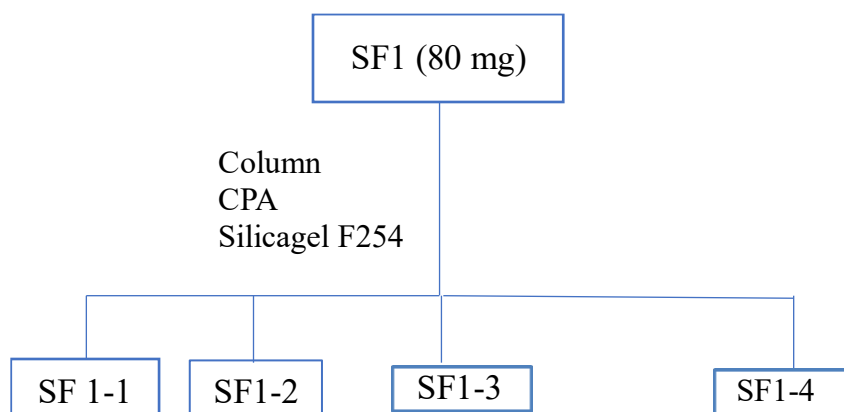 SF1 (80 mg)
Column
CPA
Silicagel F254
SF 1-1
SF1-2
SF1-3
SF1-4